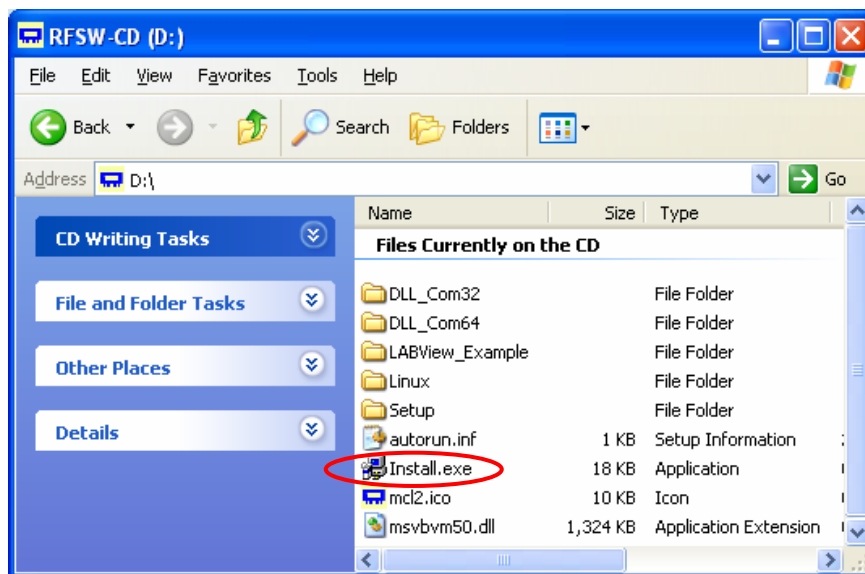 RFSW-CD (D:)
File Edit View Favorites Tools Help
Back Search Folders
Address D:\ Go
Name Size Type
CD Writing Tasks
Files Currently on the CD
File and Folder Tasks
Other Places
Details
DLL_Com32 File Folder
DLL_Com64 File Folder
LABView_Example File Folder
Linux File Folder
Setup File Folder
autorun.inf 1 KB Setup Information
Install.exe 18 KB Application
mcl2.ico 10 KB Icon
msvbvm50.dll 1,324 KB Application Extension